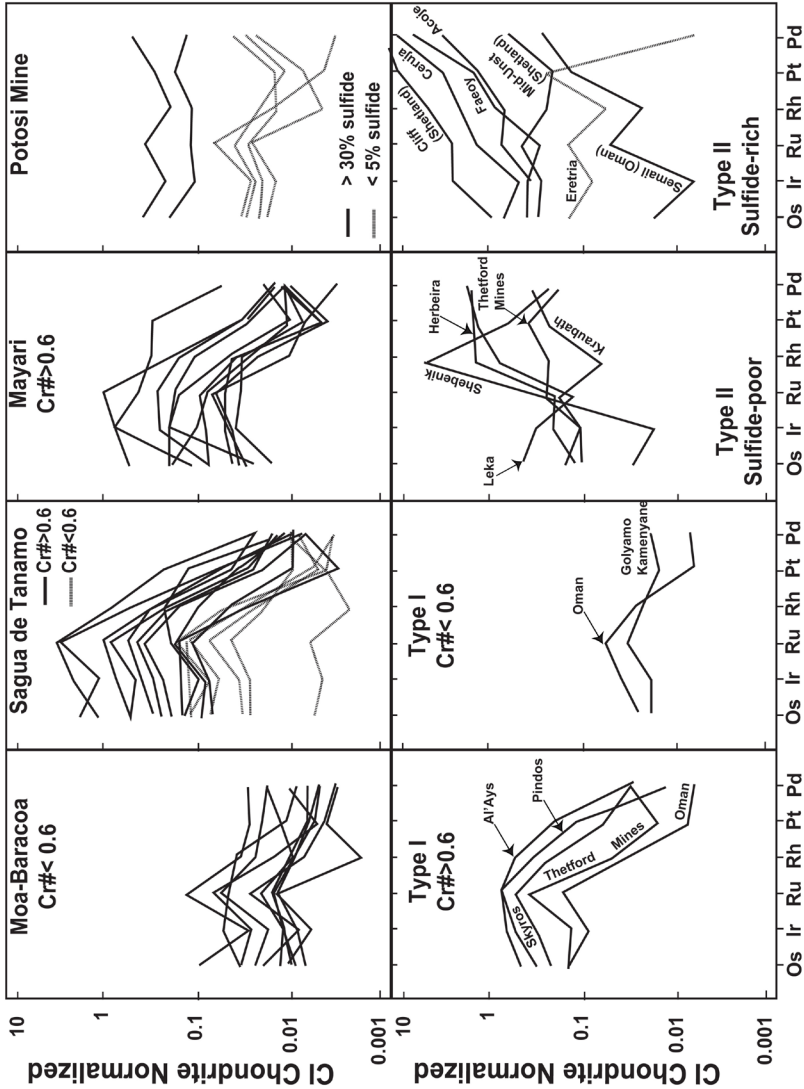 Moa-Baracoa
Cr#< 0.6
Sagua de Tanamo
Cr#>0.6
Cr#<0.6
Mayari
Cr#>0.6
Potosi Mine
> 30% sulfide
< 5% sulfide
CI Chondrite Normalized
10
1
0.1
0.01
0.001
Type I
Cr#>0.6
Al'Ays
Pindos
Skyros
Thetford
Mines
Oman
Type I
Cr#< 0.6
Oman
Golyamo
Kamenyane
Type II
Sulfide-poor
Leka
Herbeira
Thetford
Mines
Shebenik
Kraubath
Type II
Sulfide-rich
Cliff
(Shetland)
Ceruja
Acoje
Faeoy
Mid-Unst
(Shetland)
Eretria
Semail (Oman)
CI Chondrite Normalized
10
1
0.1
0.01
0.001
Os Ir Ru Rh Pt Pd
Os Ir Ru Rh Pt Pd
Os Ir Ru Rh Pt Pd
Os Ir Ru Rh Pt Pd